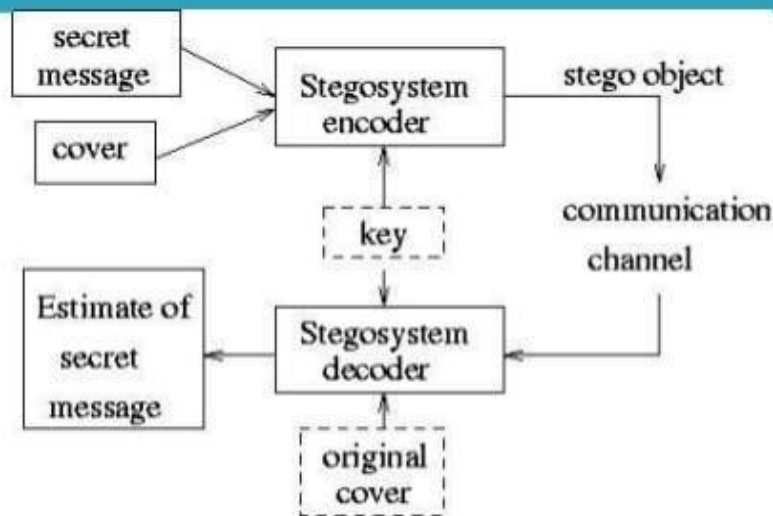 secret
message
cover
Stegosystem
encoder
stego object
key
communication
channel
Stegosystem
decoder
Estimate of
secret
message
original
cover